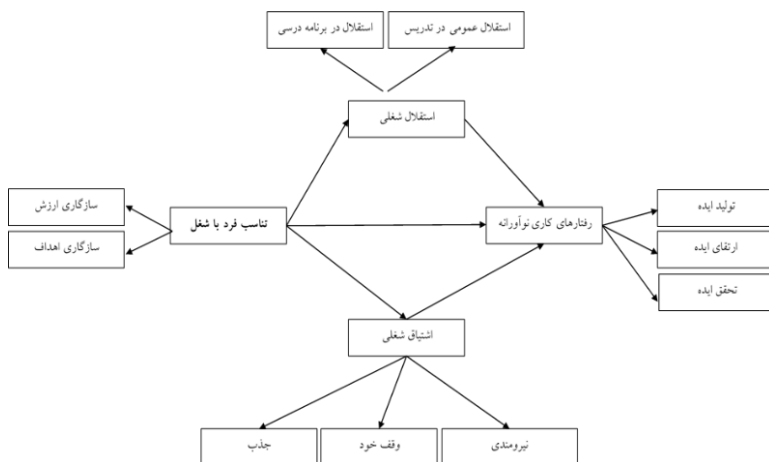 استقلال عمومی در تدریس
استقلال در برنامه درسی
استقلال شغلی
سازگاری ارزش
تناسب فرد با شغل
سازگاری اهداف
رفتارهای کاری نوآورانه
تولید ایده
ارتقای ایده
تحقق ایده
اشتیاق شغلی
نیرومندی
وقف خود
جذب